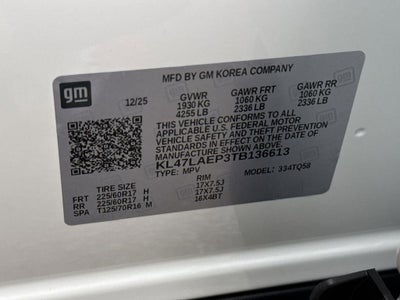 gm
MFD BY GM KOREA COMPANY
12/25 GVWR GAWR FRT GAWR RR
1930 KG 1060 KG 1060 KG
4255 LB 2336 LB 2336 LB
THIS VEHICLE CONFORMS TO ALL
APPLICABLE U.S. FEDERAL MOTOR
VEHICLE SAFETY AND THEFT
PREVENTION STANDARDS IN EFFECT ON THE DATE OF
MANUFACTURE SHOWN ABOVE.
KL47LAEP3TB136613
TYPE: MPV MODEL: 334TQ58
TIRE SIZE RIM
FRT 225/60R17 H 17X7.5J
RR 225/60R17 H 17X7.5J
SPA T125/70R16 M 16X4BT